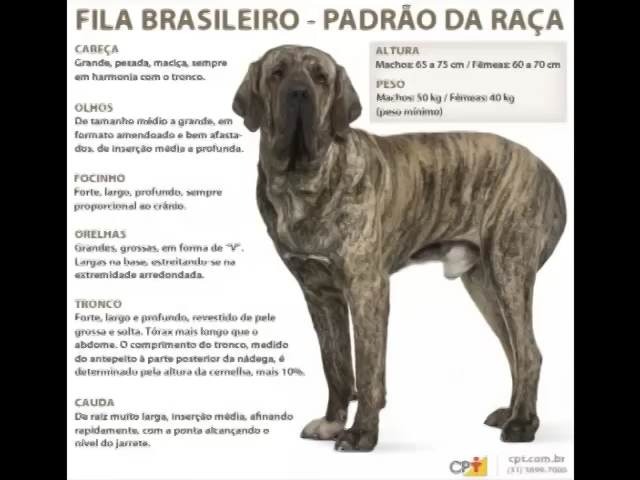 FILA BRASILEIRO - PADRÃO DA RAÇA
CABEÇA
Grande, pesada, maciça, sempre
em harmonia com o tronco.
OLHOS
De tamanho médio a grande, em
formato amendoado e bem afasta-
dos, de inserção média a profunda.
FOCINHO
Forte, largo, profundo, sempre
proporcional ao crânio.
ORELHAS
Grandes, grossas, em forma de "V".
Largas na base, estreitando-se na
extremidade arredondada.
TRONCO
Forte, largo e profundo, revestido de pele
grossa e solta. Tórax mais longo que o
abdome. O comprimento do tronco, medido
do antepeito à parte posterior da nádega, é
determinado pela altura da cernelha, mais 10%.
CAUDA
De raiz muito larga, inserção média, afinando
rapidamente, com a ponta alcançando o
nível do jarrete.
ALTURA
Machos: 65 a 75 cm / Fêmeas: 60 a 70 cm
PESO
Machos: 50 kg / Fêmeas: 40 kg
(peso mínimo)
CPT
cpt.com.br
(31) 3899-7000